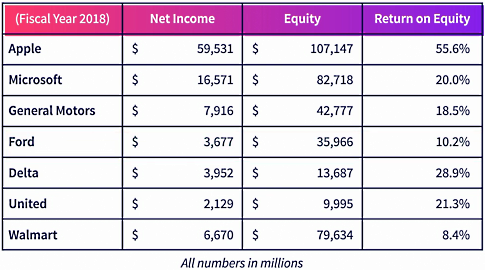 (Fiscal Year 2018) Net Income Equity Return on Equity
Apple $ 59,531 $ 107,147 55.6%
Microsoft $ 16,571 $ 82,718 20.0%
General Motors $ 7,916 $ 42,777 18.5%
Ford $ 3,677 $ 35,966 10.2%
Delta $ 3,952 $ 13,687 28.9%
United $ 2,129 $ 9,995 21.3%
Walmart $ 6,670 $ 79,634 8.4%
All numbers in millions